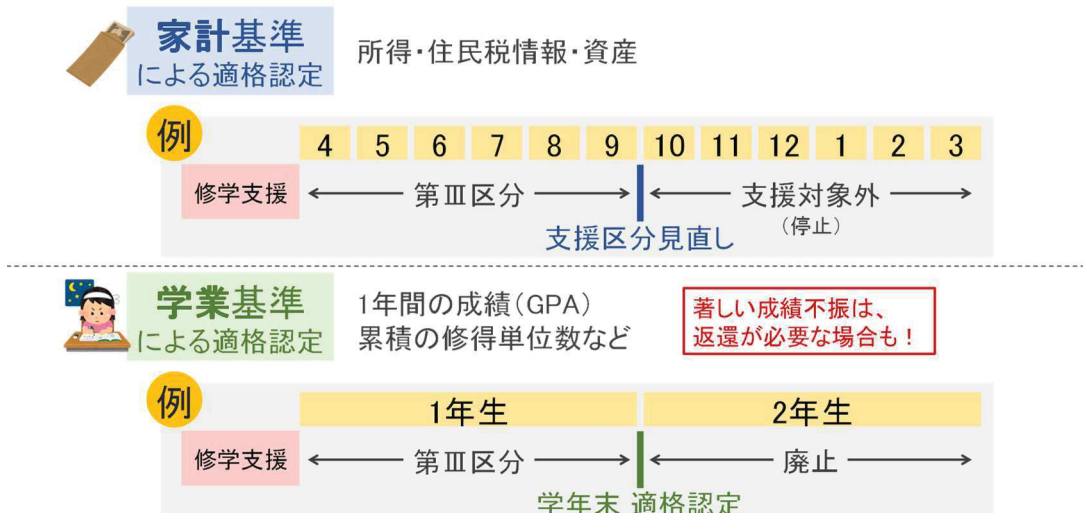 家計基準
による適格認定
所得・住民税情報・資産
例
4 5 6 7 8 9 10 11 12 1 2 3
修学支援 第Ⅲ区分 支援対象外
（停止）
支援区分見直し
学業基準
による適格認定
1年間の成績（GPA）
累積の修得単位数など
著しい成績不振は、
返還が必要な場合も！
例
1年生 2年生
修学支援 第Ⅲ区分 廃止
学年末 適格認定